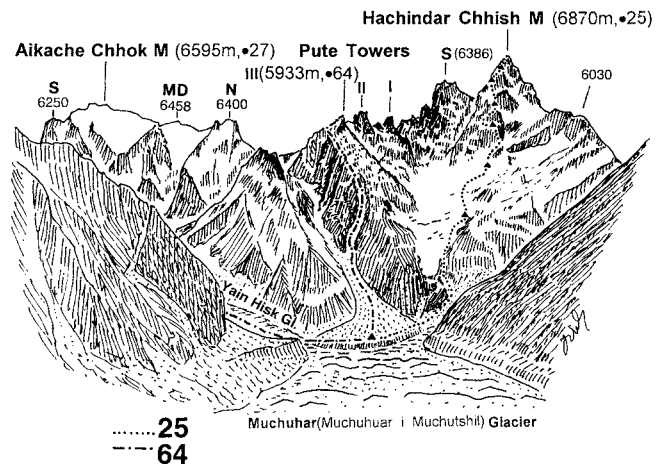 Hachindar Chhish M (6870m,•25)
Aikache Chhok M (6595m,•27) Pute Towers
III(5933m,•64) II I S (6386)
6030
S MD N
6250 6458 6400
Yain Hisk Gl.
Muchuhar(Muchuhuar i Muchutshil) Glacier
25
64